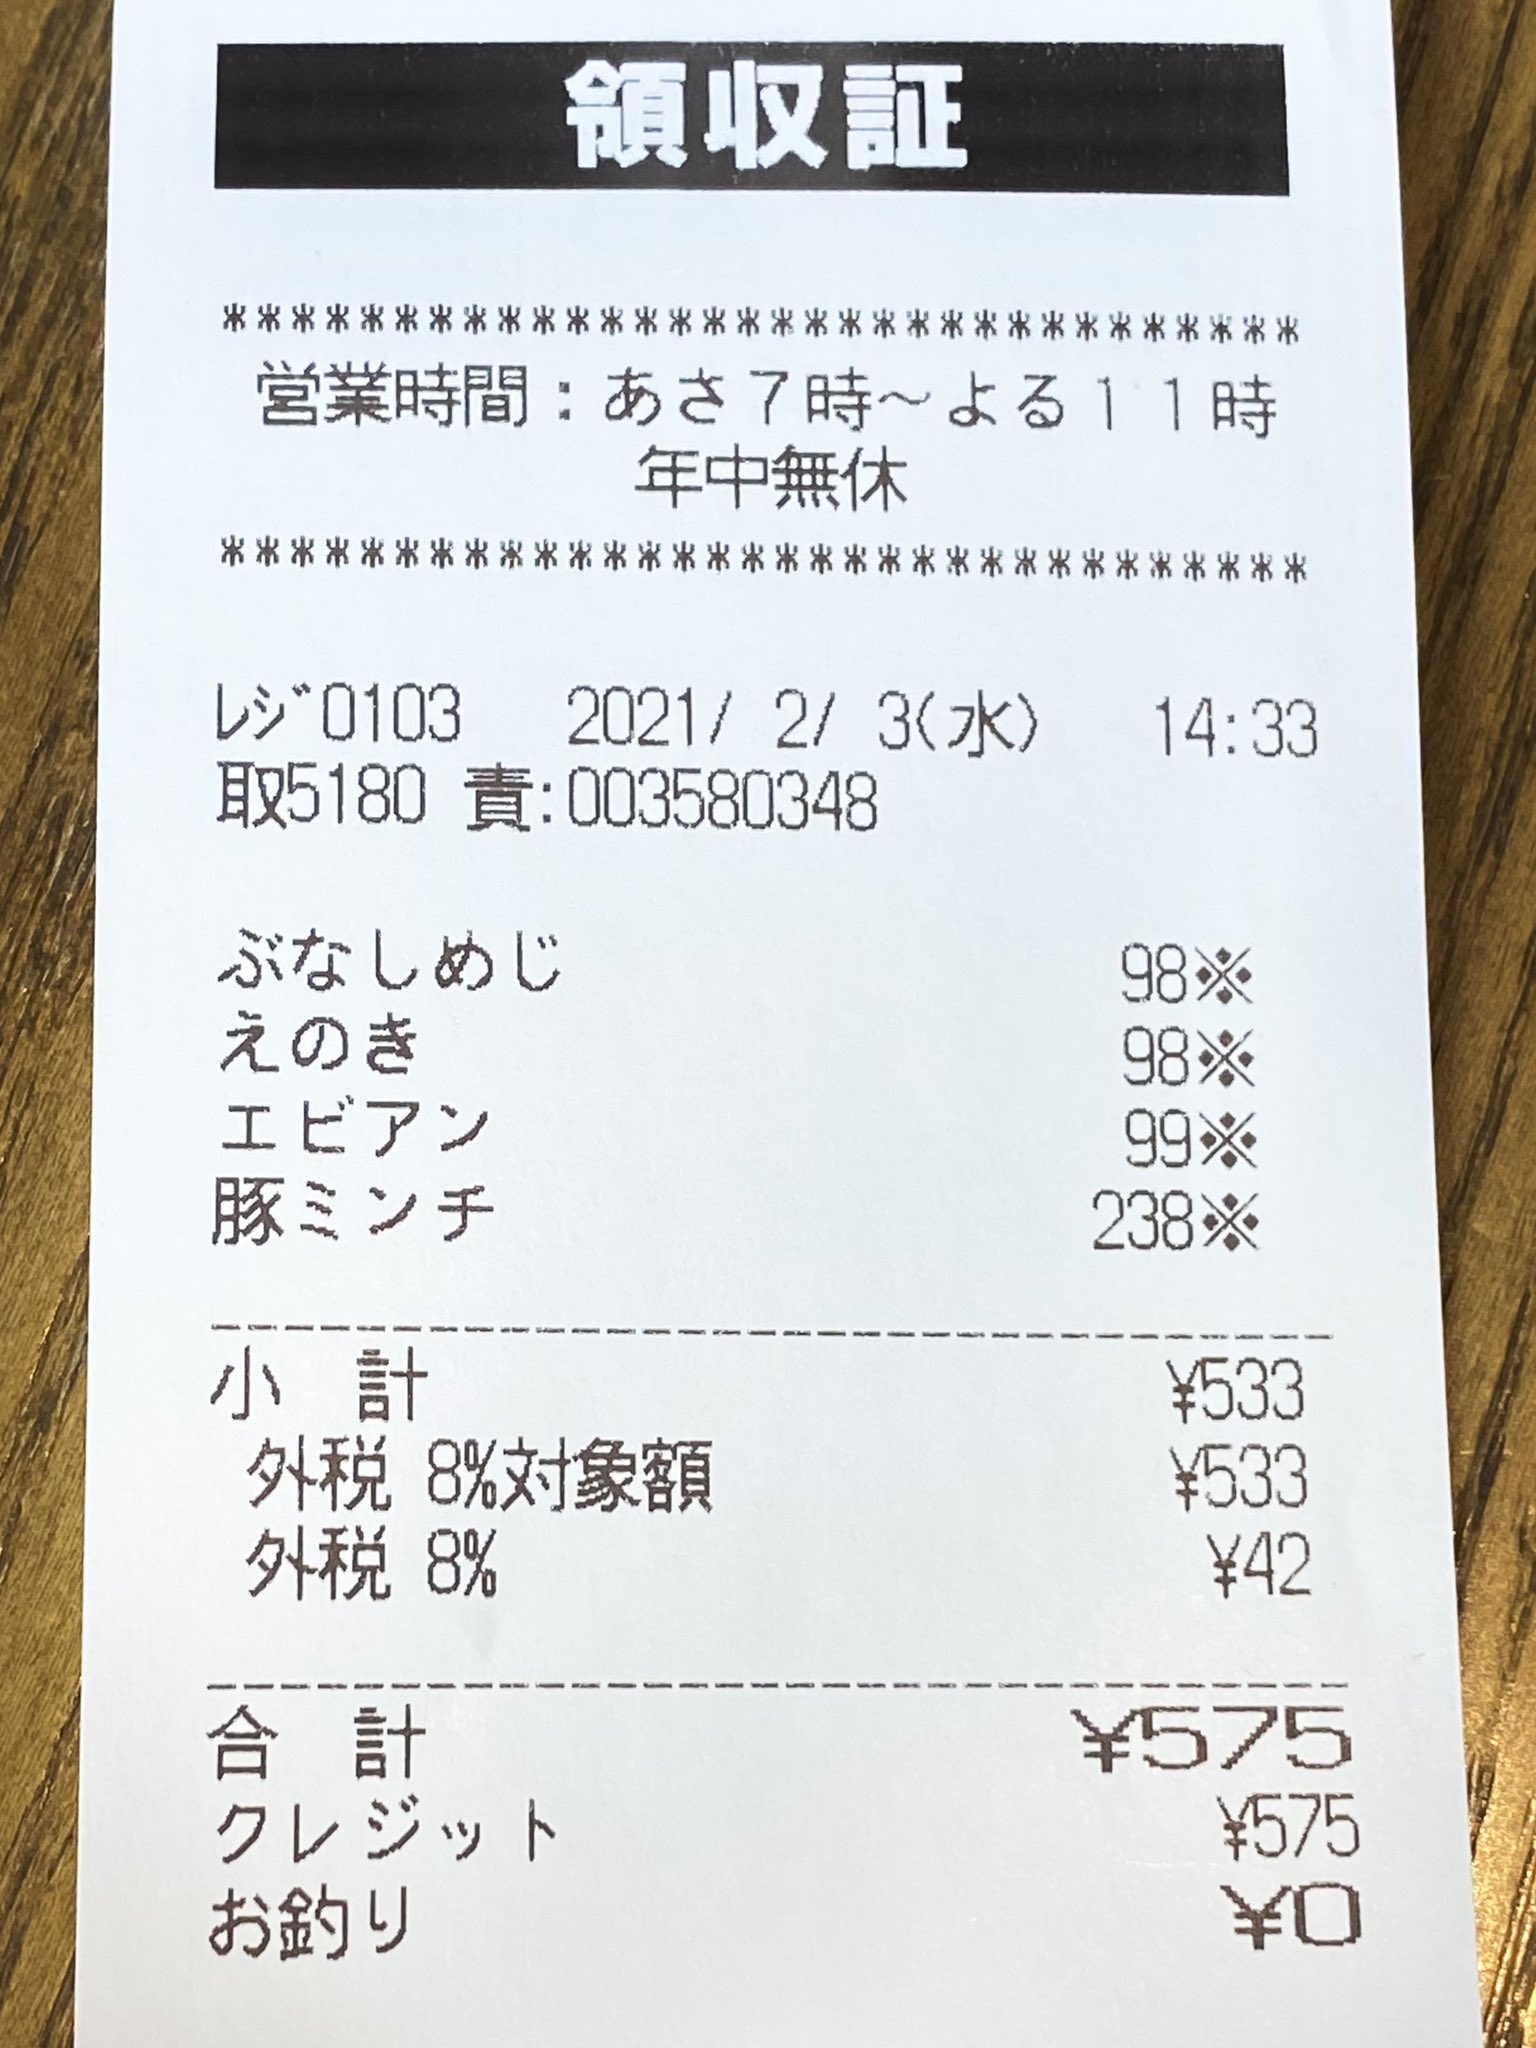 領収証
********************************
営業時間：あさ７時～よる１１時
年中無休
********************************
ﾚｼﾞ0103 2021/ 2/ 3(水) 14:33
取5180 責:003580348
ぶなしめじ 98※
えのき 98※
エビアン 99※
豚ミンチ 238※
小　計 ¥533
外税 8%対象額 ¥533
外税 8% ¥42
合　計 ¥575
クレジット ¥575
お釣り ¥0